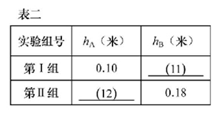 表二
实验组号 hA（米） hB（米）
第Ⅰ组 0.10 (11)
第Ⅱ组 (12) 0.18